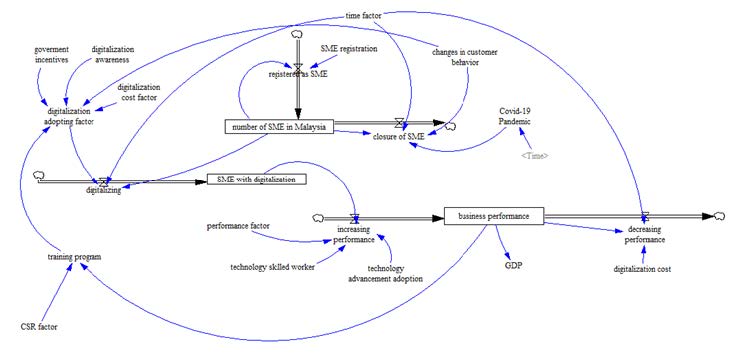 time factor
goverment
incentives
digitalization
awareness
SME registration
changes in customer
behavior
registered as SME
digitalization
cost factor
digitalization
adopting factor
number of SME in Malaysia
closure of SME
Covid-19
Pandemic
<Time>
digitalizing
SME with digitalization
performance factor
increasing
performance
business performance
decreasing
performance
technology skilled worker
technology
advancement adoption
GDP
digitalization cost
training program
CSR factor